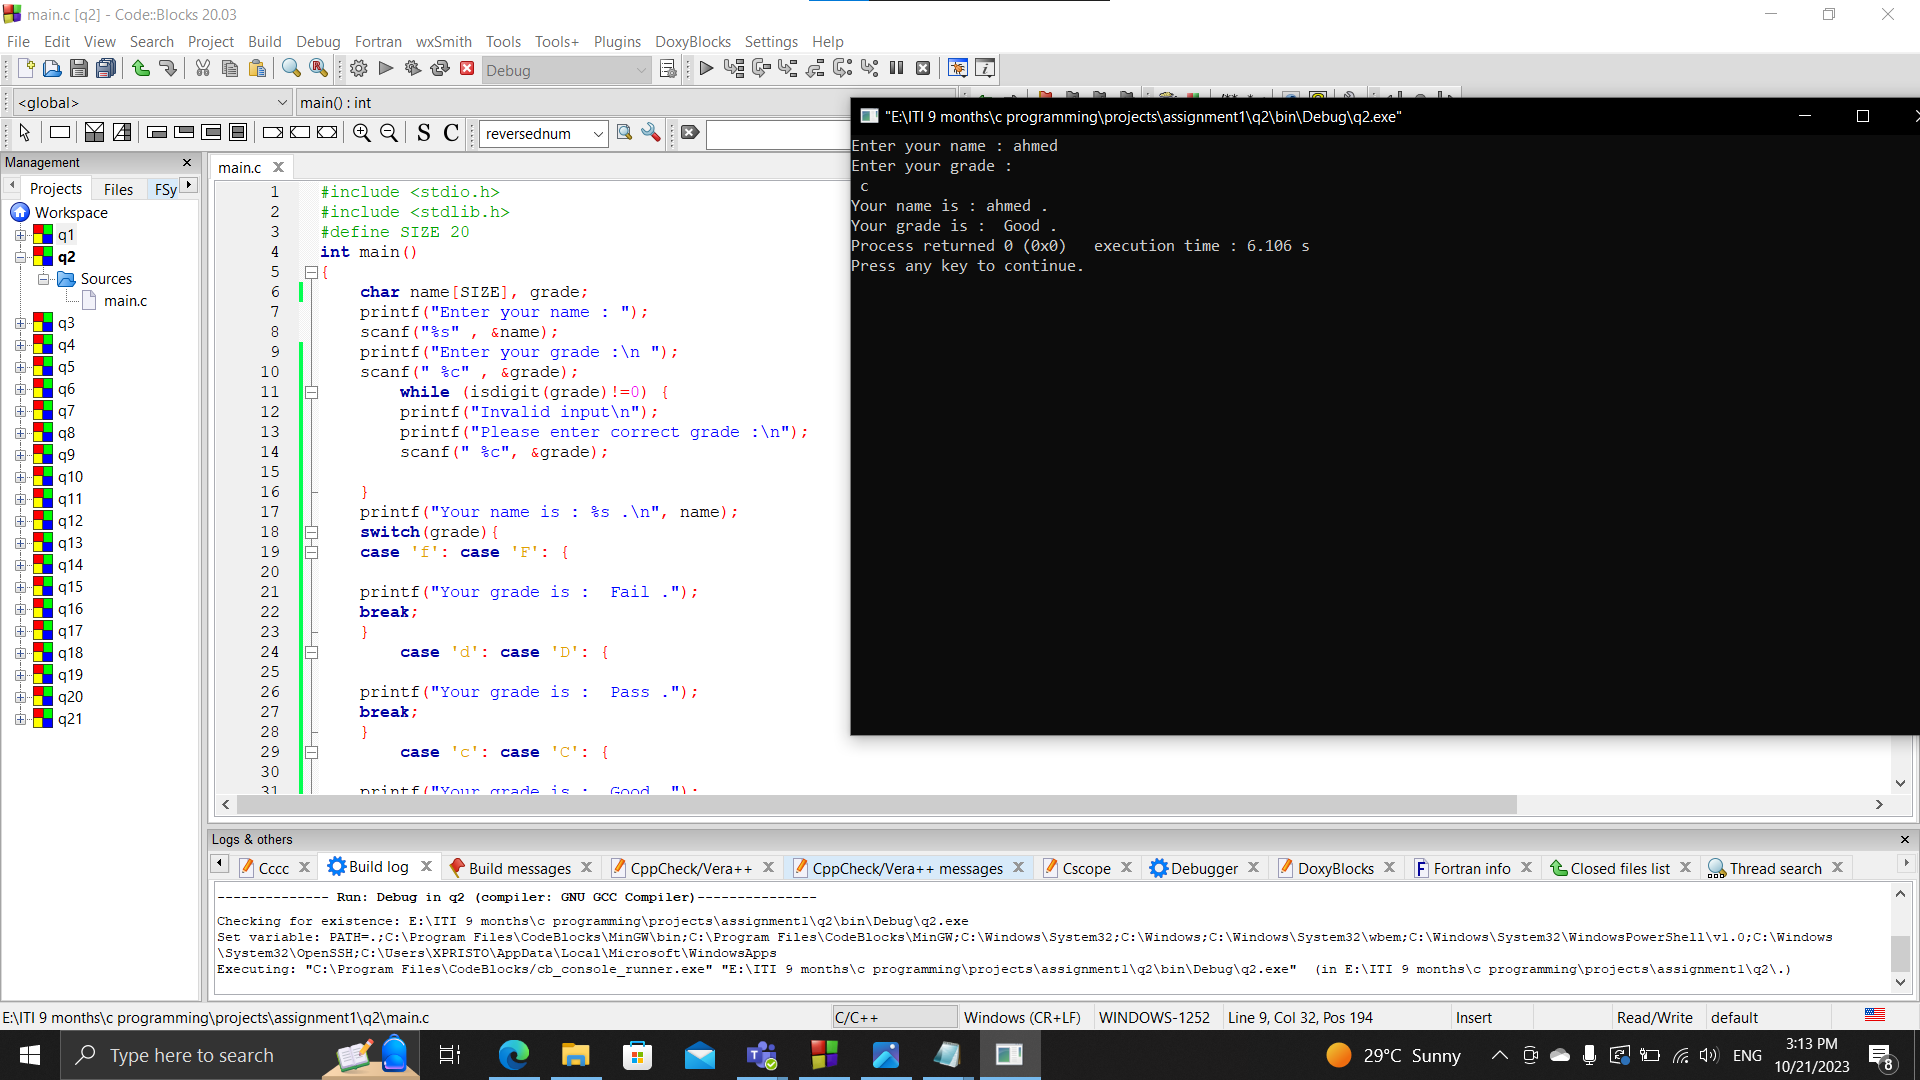 main.c [q2] - Code::Blocks 20.03
File Edit View Search Project Build Debug Fortran wxSmith Tools Tools+ Plugins DoxyBlocks Settings Help
Debug
<global> main() : int
S C reversednum
Management
Projects Files FSy
Workspace
q1
q2
Sources
main.c
q3
q4
q5
q6
q7
q8
q9
q10
q11
q12
q13
q14
q15
q16
q17
q18
q19
q20
q21
main.c
1 #include <stdio.h>
2 #include <stdlib.h>
3 #define SIZE 20
4 int main()
5 {
6 char name[SIZE], grade;
7 printf("Enter your name : ");
8 scanf("%s" , &name);
9 printf("Enter your grade :\n ");
10 scanf(" %c" , &grade);
11 while (isdigit(grade)!=0) {
12 printf("Invalid input\n");
13 printf("Please enter correct grade :\n");
14 scanf(" %c", &grade);
15
16 }
17 printf("Your name is : %s .\n", name);
18 switch(grade){
19 case 'f': case 'F': {
20
21 printf("Your grade is :  Fail .");
22 break;
23 }
24 case 'd': case 'D': {
25
26 printf("Your grade is :  Pass .");
27 break;
28 }
29 case 'c': case 'C': {
30
31 printf("Your grade is :  Good .");
"E:\ITI 9 months\c programming\projects\assignment1\q2\bin\Debug\q2.exe"
Enter your name : ahmed
Enter your grade :
c
Your name is : ahmed .
Your grade is :  Good .
Process returned 0 (0x0)   execution time : 6.106 s
Press any key to continue.
Logs & others
Cccc Build log Build messages CppCheck/Vera++ CppCheck/Vera++ messages Cscope Debugger DoxyBlocks Fortran info Closed files list Thread search
-------------- Run: Debug in q2 (compiler: GNU GCC Compiler)---------------
Checking for existence: E:\ITI 9 months\c programming\projects\assignment1\q2\bin\Debug\q2.exe
Set variable: PATH=.;C:\Program Files\CodeBlocks\MinGW\bin;C:\Program Files\CodeBlocks\MinGW;C:\Windows\System32;C:\Windows;C:\Windows\System32\wbem;C:\Windows\System32\WindowsPowerShell\v1.0;C:\Windows
\System32\OpenSSH;C:\Users\XPRISTO\AppData\Local\Microsoft\WindowsApps
Executing: "C:\Program Files\CodeBlocks/cb_console_runner.exe" "E:\ITI 9 months\c programming\projects\assignment1\q2\bin\Debug\q2.exe"  (in E:\ITI 9 months\c programming\projects\assignment1\q2\.)
E:\ITI 9 months\c programming\projects\assignment1\q2\main.c C/C++ Windows (CR+LF) WINDOWS-1252 Line 9, Col 32, Pos 194 Insert Read/Write default
Type here to search
29°C Sunny
ENG
3:13 PM
10/21/2023
8